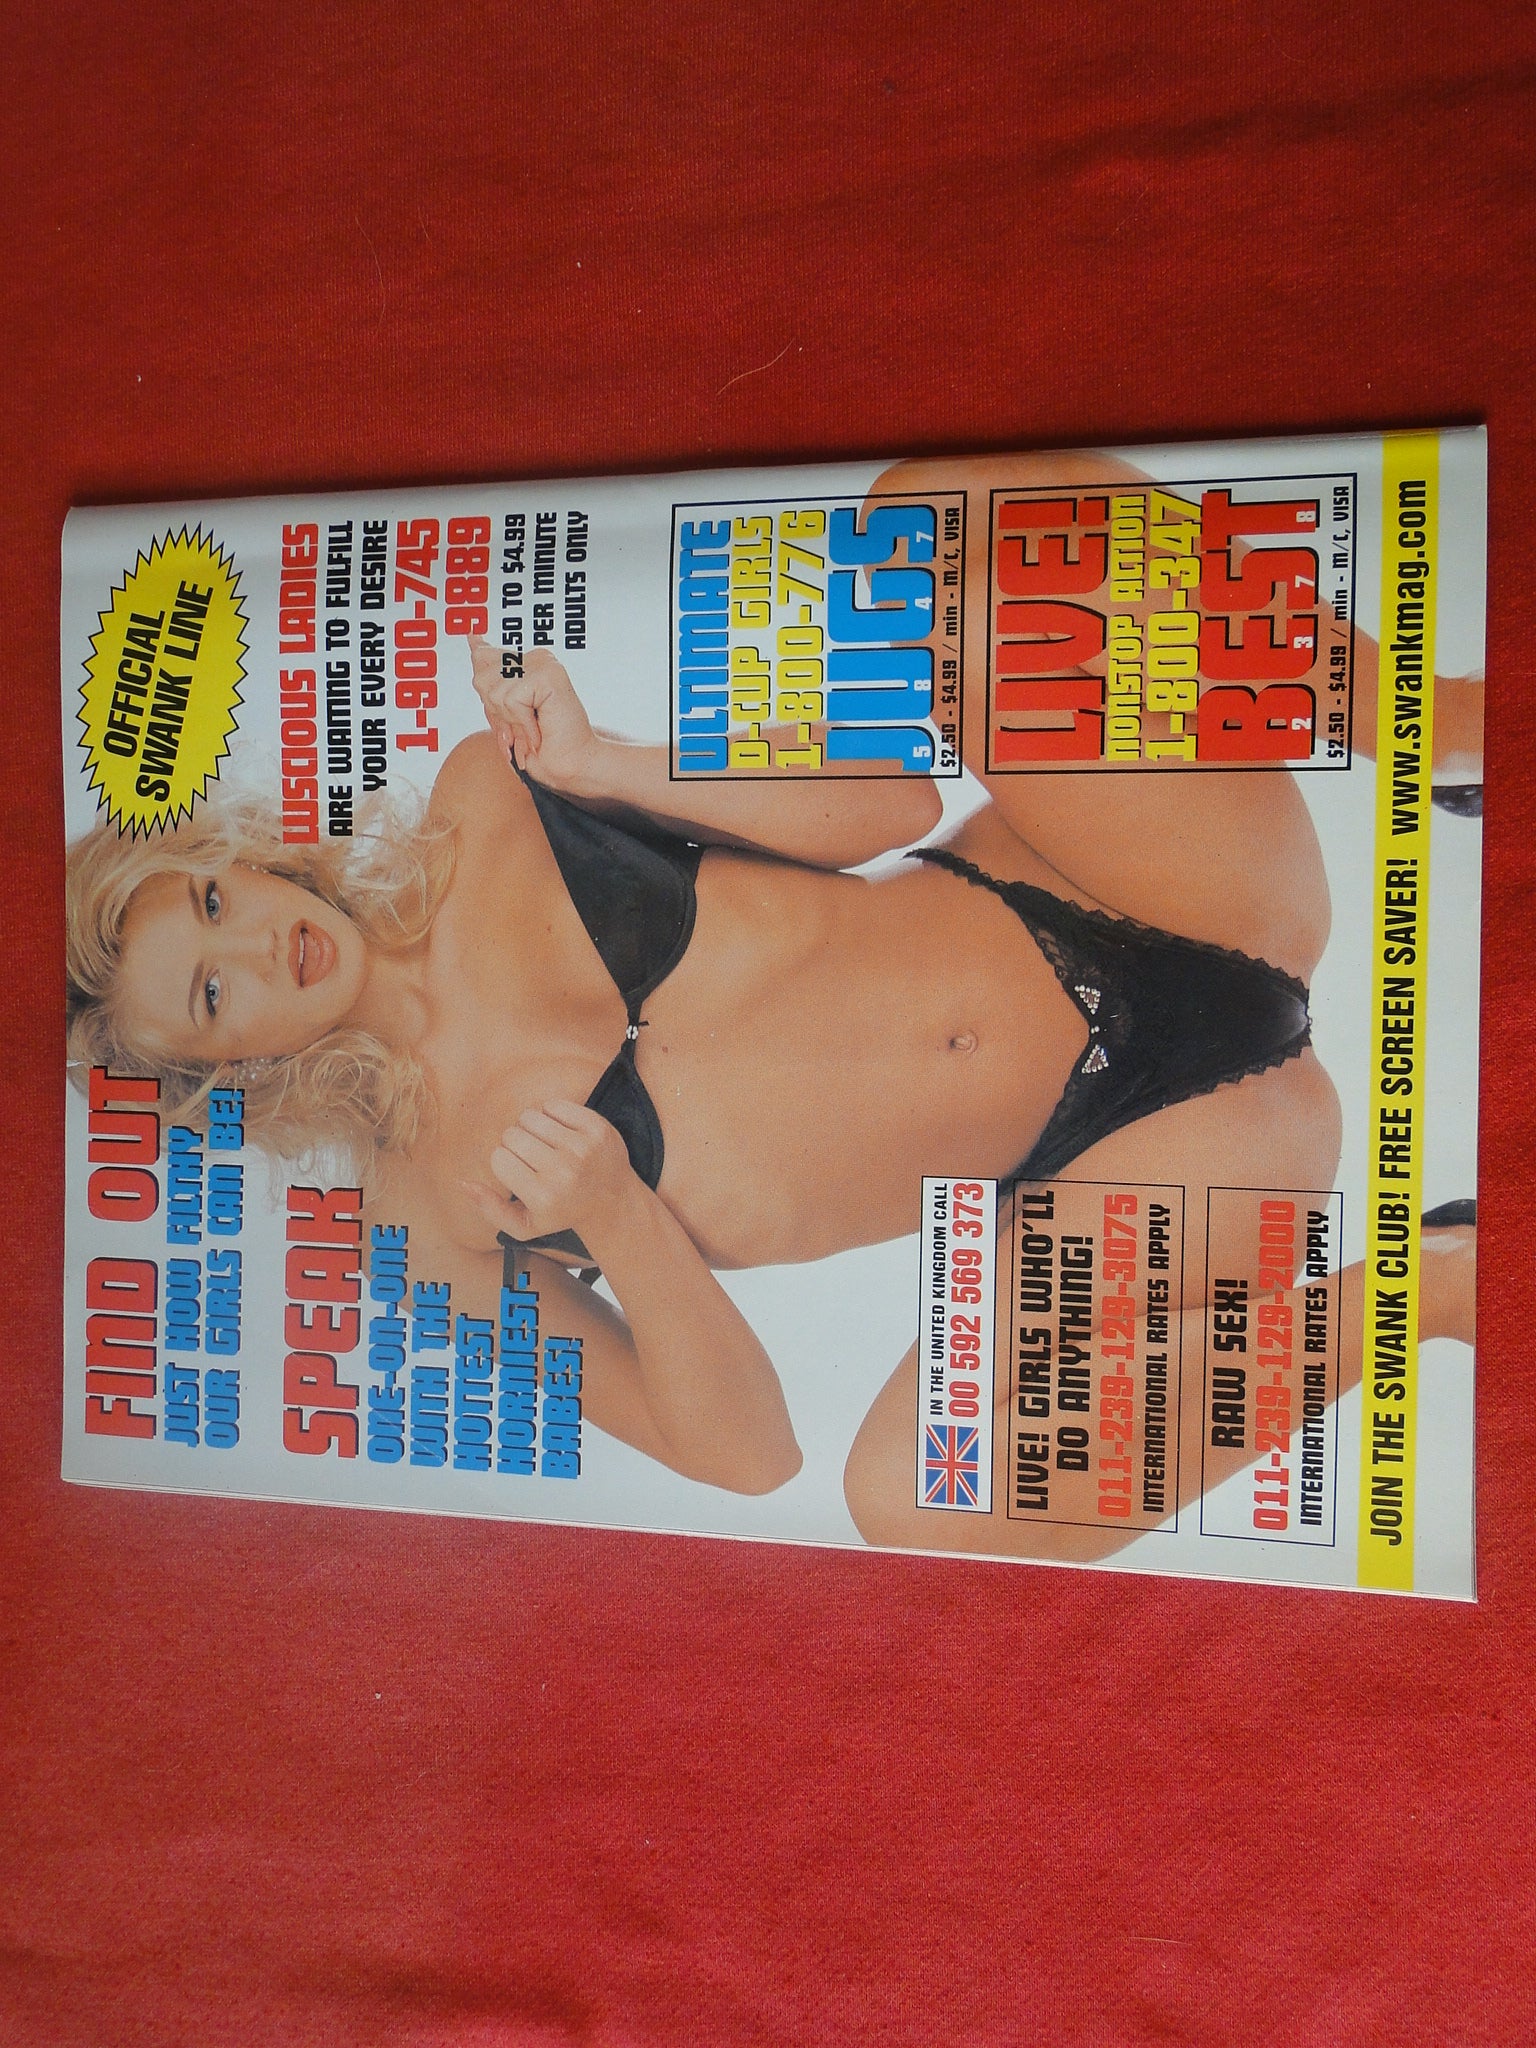 OFFICIAL
SWANK LINE
FIND OUT
JUST HOW FILTHY
OUR GIRLS CAN BE!
SPEAK
ONE-ON-ONE
WITH THE
HOTTEST
HORNIEST-
BABES!
LUSCIOUS LADIES
ARE WAITING TO FULFILL
YOUR EVERY DESIRE
1-900-745
9889
$2.50 TO $4.99
PER MINUTE
ADULTS ONLY
ULTIMATE
D-CUP GIRLS
1-800-776
JUGS
5 8 4 7
$2.50 - $4.99 / min - M/C, VISA
LIVE!
NONSTOP ACTION
1-800-347
BEST
2 3 7 8
$2.50 - $4.99 / min - M/C, VISA
IN THE UNITED KINGDOM CALL
00 592 569 373
LIVE! GIRLS WHO'LL
DO ANYTHING!
011-239-129-3075
INTERNATIONAL RATES APPLY
RAW SEX!
011-239-129-2000
INTERNATIONAL RATES APPLY
JOIN THE SWANK CLUB! FREE SCREEN SAVER! www.swankmag.com